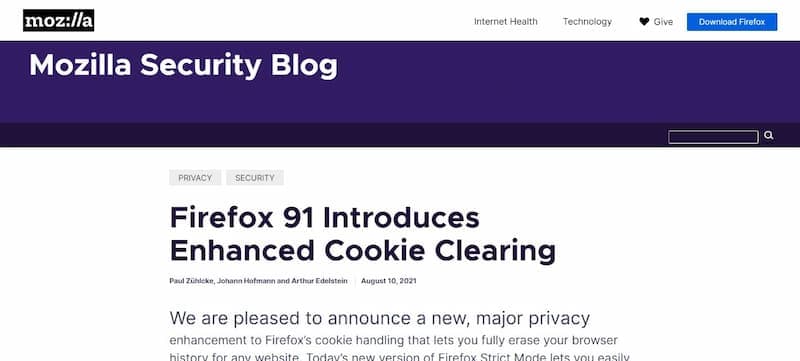 moz://a
Internet Health
Technology
Give
Download Firefox
Mozilla Security Blog
PRIVACY
SECURITY
Firefox 91 Introduces
Enhanced Cookie Clearing
Paul Zühlcke, Johann Hofmann and Arthur Edelstein
August 10, 2021
We are pleased to announce a new, major privacy
enhancement to Firefox’s cookie handling that lets you fully erase your browser
history for any website. Today’s new version of Firefox Strict Mode lets you easily